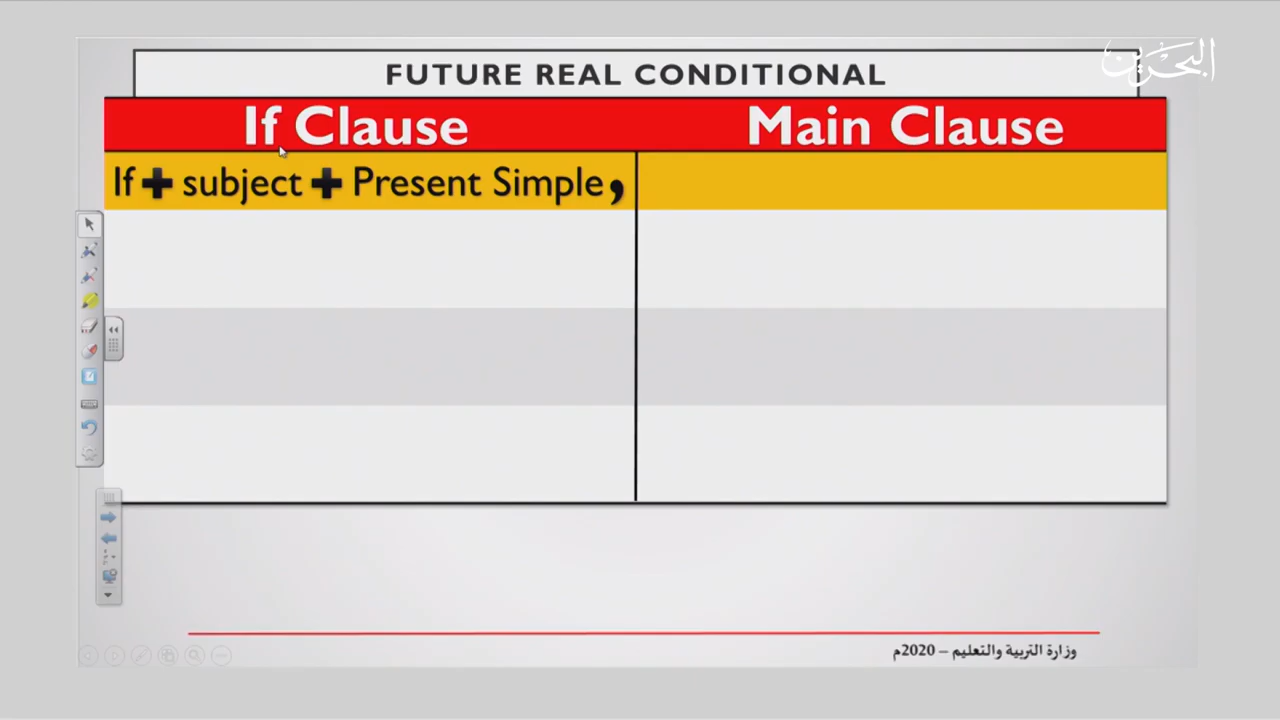 البحرين
FUTURE REAL CONDITIONAL
If Clause
Main Clause
If + subject + Present Simple,
وزارة التربية والتعليم – 2020م